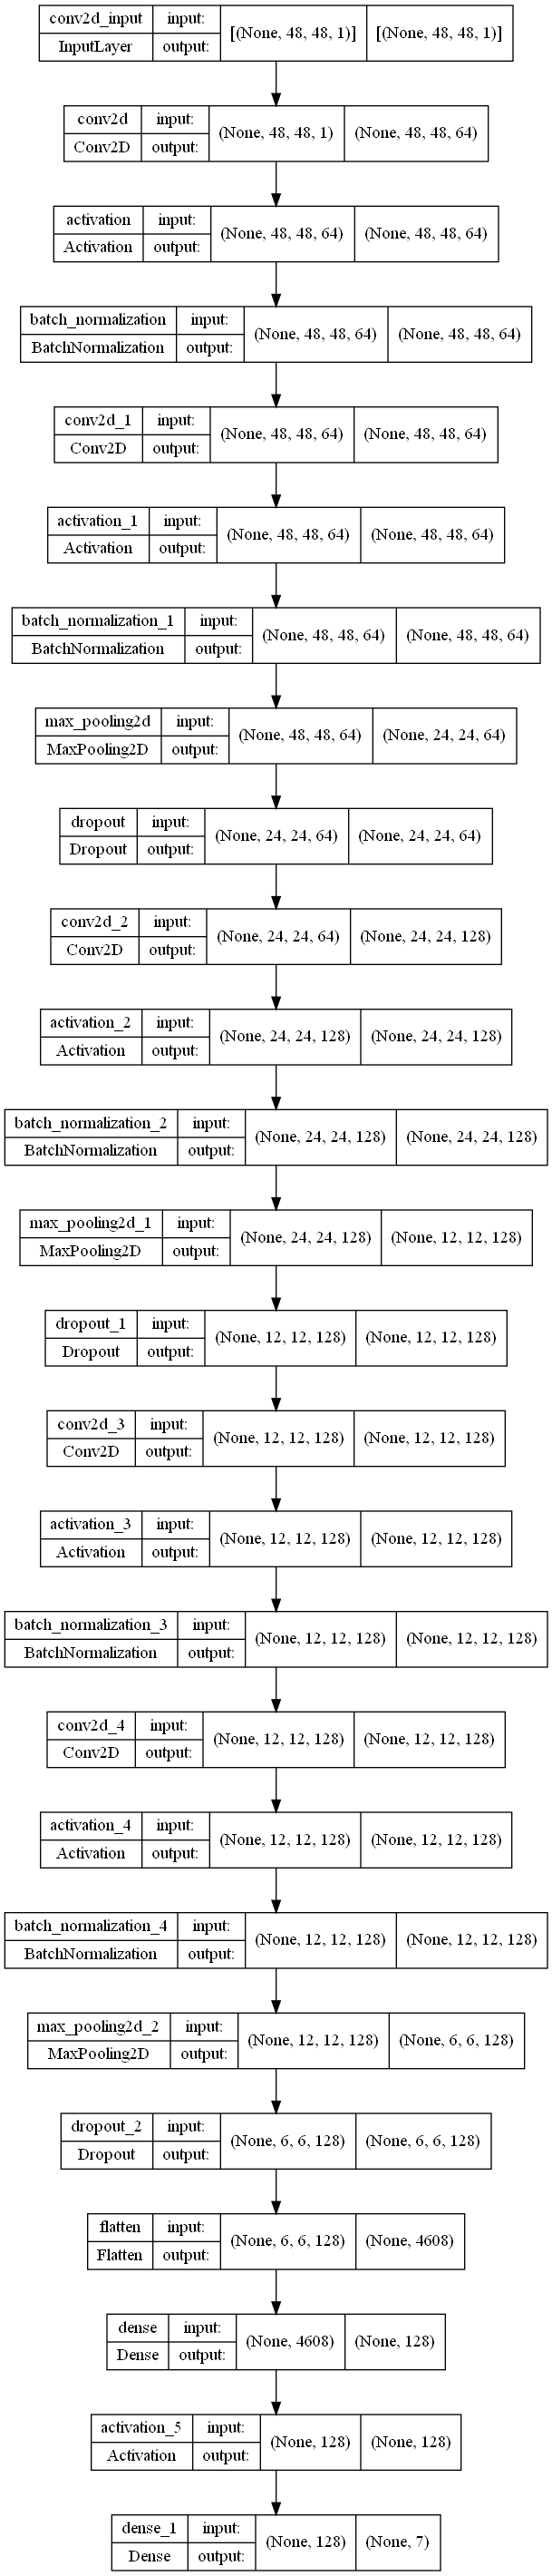 conv2d_input input: [(None, 48, 48, 1)] [(None, 48, 48, 1)]
InputLayer output:
conv2d input: (None, 48, 48, 1) (None, 48, 48, 64)
Conv2D output:
activation input: (None, 48, 48, 64) (None, 48, 48, 64)
Activation output:
batch_normalization input: (None, 48, 48, 64) (None, 48, 48, 64)
BatchNormalization output:
conv2d_1 input: (None, 48, 48, 64) (None, 48, 48, 64)
Conv2D output:
activation_1 input: (None, 48, 48, 64) (None, 48, 48, 64)
Activation output:
batch_normalization_1 input: (None, 48, 48, 64) (None, 48, 48, 64)
BatchNormalization output:
max_pooling2d input: (None, 48, 48, 64) (None, 24, 24, 64)
MaxPooling2D output:
dropout input: (None, 24, 24, 64) (None, 24, 24, 64)
Dropout output:
conv2d_2 input: (None, 24, 24, 64) (None, 24, 24, 128)
Conv2D output:
activation_2 input: (None, 24, 24, 128) (None, 24, 24, 128)
Activation output:
batch_normalization_2 input: (None, 24, 24, 128) (None, 24, 24, 128)
BatchNormalization output:
max_pooling2d_1 input: (None, 24, 24, 128) (None, 12, 12, 128)
MaxPooling2D output:
dropout_1 input: (None, 12, 12, 128) (None, 12, 12, 128)
Dropout output:
conv2d_3 input: (None, 12, 12, 128) (None, 12, 12, 128)
Conv2D output:
activation_3 input: (None, 12, 12, 128) (None, 12, 12, 128)
Activation output:
batch_normalization_3 input: (None, 12, 12, 128) (None, 12, 12, 128)
BatchNormalization output:
conv2d_4 input: (None, 12, 12, 128) (None, 12, 12, 128)
Conv2D output:
activation_4 input: (None, 12, 12, 128) (None, 12, 12, 128)
Activation output:
batch_normalization_4 input: (None, 12, 12, 128) (None, 12, 12, 128)
BatchNormalization output:
max_pooling2d_2 input: (None, 12, 12, 128) (None, 6, 6, 128)
MaxPooling2D output:
dropout_2 input: (None, 6, 6, 128) (None, 6, 6, 128)
Dropout output:
flatten input: (None, 6, 6, 128) (None, 4608)
Flatten output:
dense input: (None, 4608) (None, 128)
Dense output:
activation_5 input: (None, 128) (None, 128)
Activation output:
dense_1 input: (None, 128) (None, 7)
Dense output: